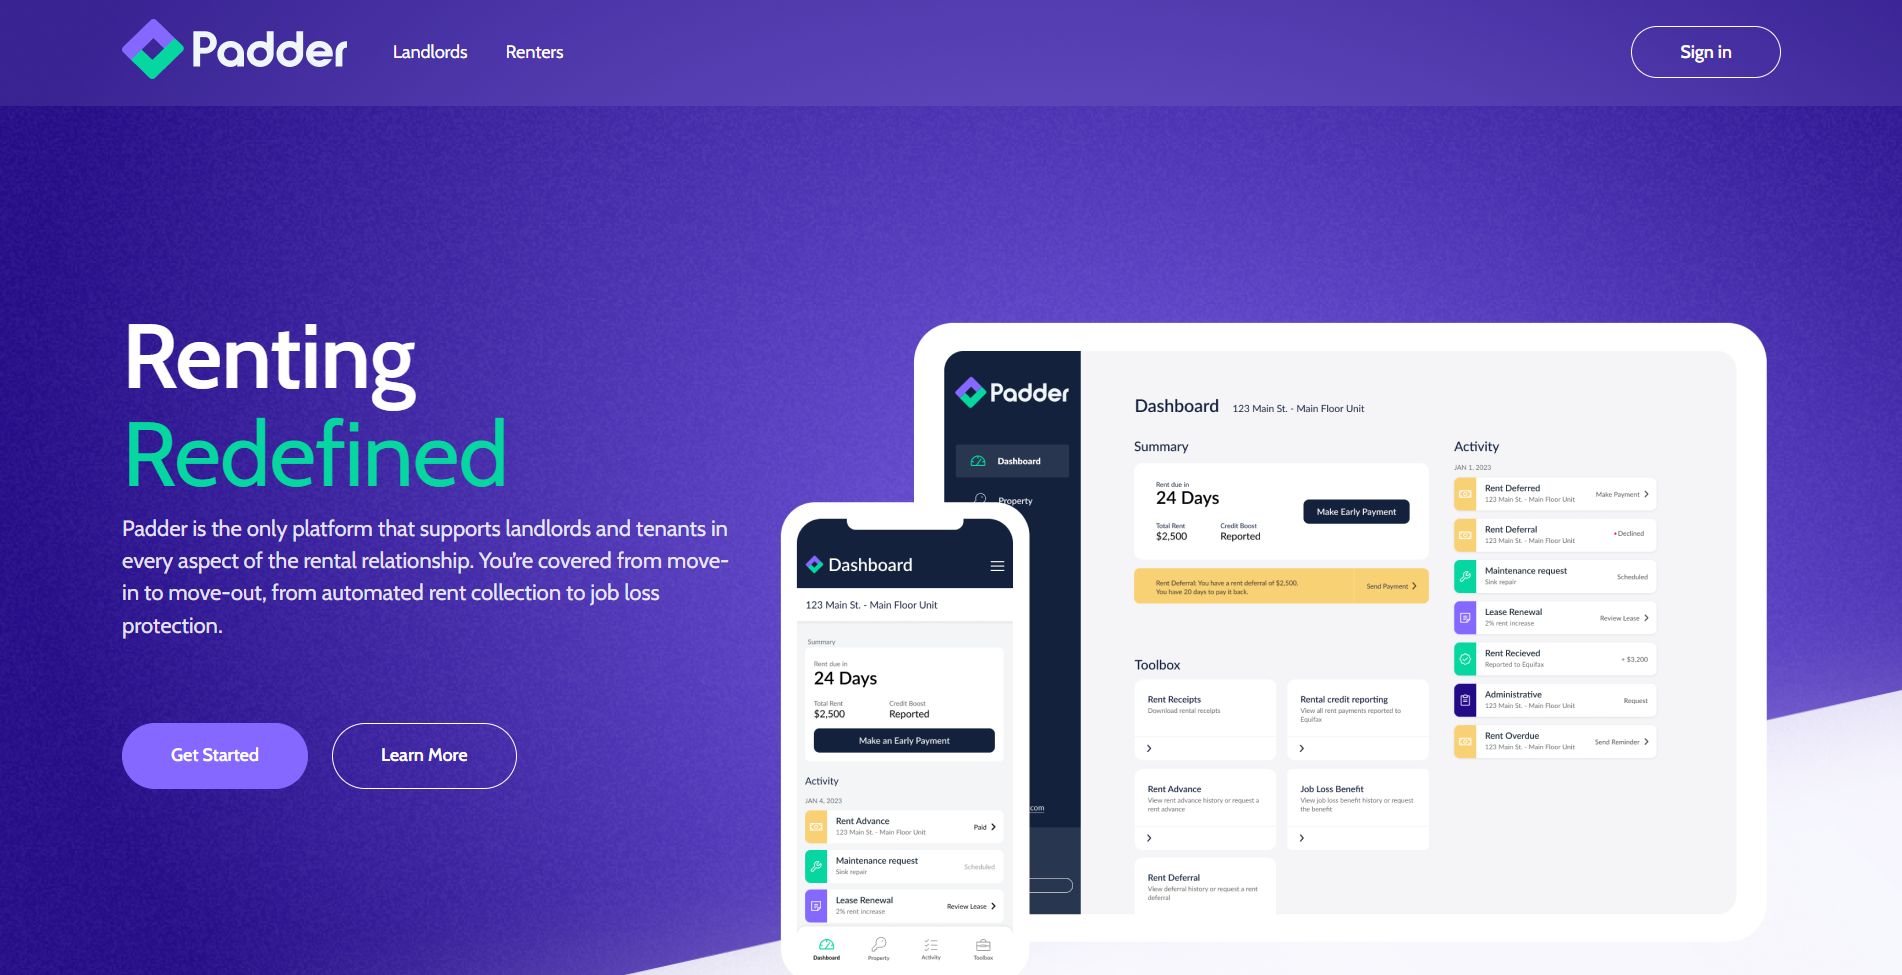 Padder
Landlords
Renters
Sign in
Renting
Redefined
Padder is the only platform that supports landlords and tenants in
every aspect of the rental relationship. You're covered from move-
in to move-out, from automated rent collection to job loss
protection.
Get Started
Learn More
Padder
Dashboard
Property
.com
Dashboard 123 Main St. - Main Floor Unit
Summary
Rent due in
24 Days
Total Rent
$2,500
Credit Boost
Reported
Make Early Payment
Rent Deferral: You have a rent deferral of $2,500.
You have 20 days to pay it back.
Send Payment
Toolbox
Rent Receipts
Download rental receipts
Rental credit reporting
View all rent payments reported to
Equifax
Rent Advance
View rent advance history or request a
rent advance
Job Loss Benefit
View job loss benefit history or request
the benefit
Rent Deferral
View deferral history or request a rent
deferral
Activity
JAN 1, 2023
Rent Deferred
123 Main St. - Main Floor Unit
Make Payment
Rent Deferral
123 Main St. - Main Floor Unit
Declined
Maintenance request
Sink repair
Scheduled
Lease Renewal
2% rent increase
Review Lease
Rent Recieved
Reported to Equifax
+ $3,200
Administrative
123 Main St. - Main Floor Unit
Request
Rent Overdue
123 Main St. - Main Floor Unit
Send Reminder
Dashboard
123 Main St. - Main Floor Unit
Summary
Rent due in
24 Days
Total Rent
$2,500
Credit Boost
Reported
Make an Early Payment
Activity
JAN 4, 2023
Rent Advance
123 Main St. - Main Floor Unit
Paid
Maintenance request
Sink repair
Scheduled
Lease Renewal
2% rent increase
Review Lease
Dashboard
Property
Activity
Toolbox